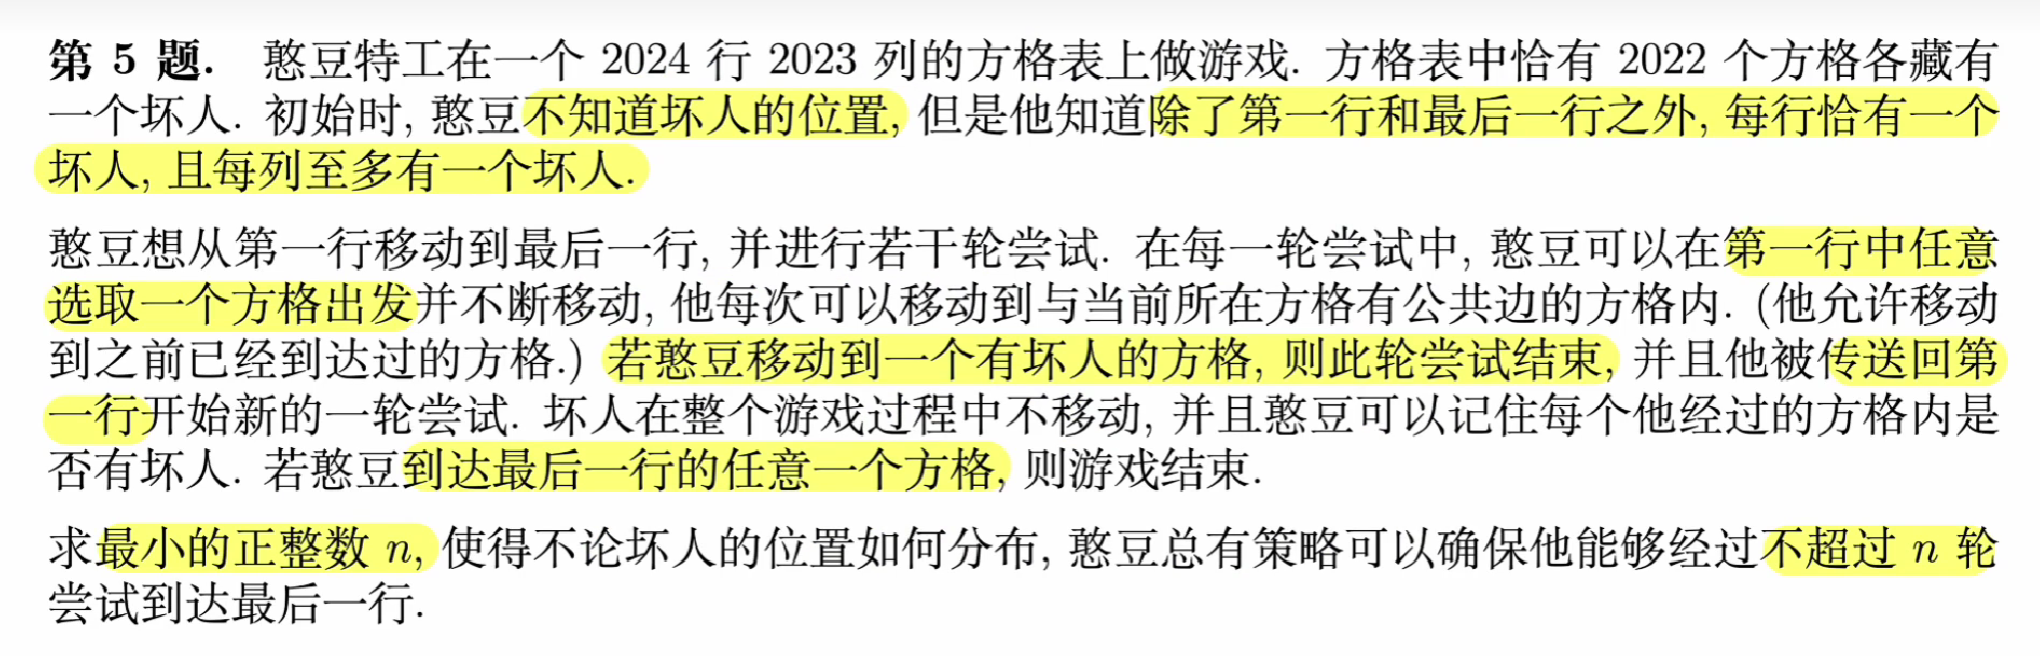 第 5 题. 憨豆特工在一个 2024 行 2023 列的方格表上做游戏. 方格表中恰有 2022 个方格各藏有
一个坏人. 初始时, 憨豆不知道坏人的位置, 但是他知道除了第一行和最后一行之外, 每行恰有一个
坏人, 且每列至多有一个坏人.
憨豆想从第一行移动到最后一行, 并进行若干轮尝试. 在每一轮尝试中, 憨豆可以在第一行中任意
选取一个方格出发并不断移动, 他每次可以移动到与当前所在方格有公共边的方格内. (他允许移动
到之前已经到达过的方格.) 若憨豆移动到一个有坏人的方格, 则此轮尝试结束, 并且他被传送回第
一行开始新的一轮尝试. 坏人在整个游戏过程中不移动, 并且憨豆可以记住每个他经过的方格内是
否有坏人. 若憨豆到达最后一行的任意一个方格, 则游戏结束.
求最小的正整数 n, 使得不论坏人的位置如何分布, 憨豆总有策略可以确保他能够经过不超过 n 轮
尝试到达最后一行.